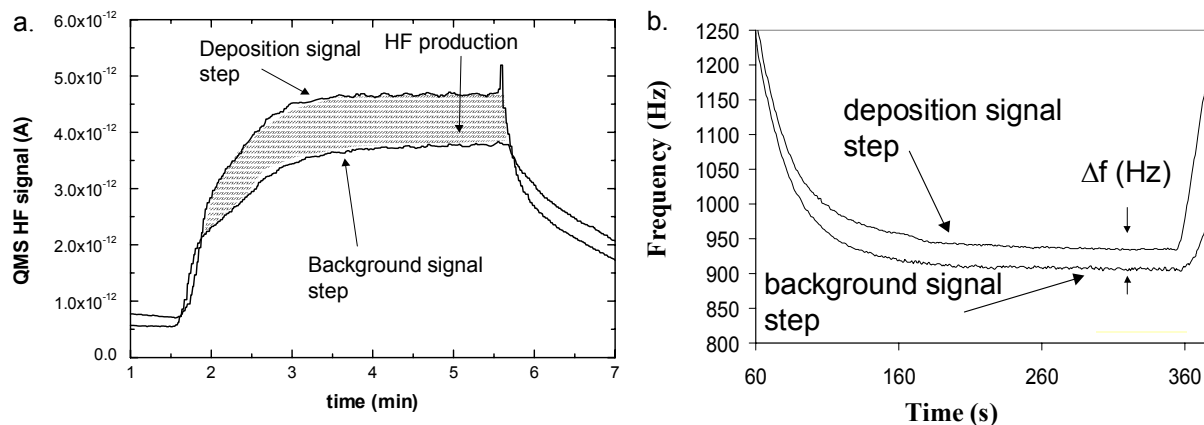 a.
6.0x10⁻¹²
5.0x10⁻¹²
4.0x10⁻¹²
3.0x10⁻¹²
2.0x10⁻¹²
1.0x10⁻¹²
0.0
QMS HF signal (A)
Deposition signal
step
HF production
Background signal
step
1 2 3 4 5 6 7
time (min)
b.
1250
1200
1150
1100
1050
1000
950
900
850
800
Frequency (Hz)
deposition signal
step
Δf (Hz)
background signal
step
60 160 260 360
Time (s)